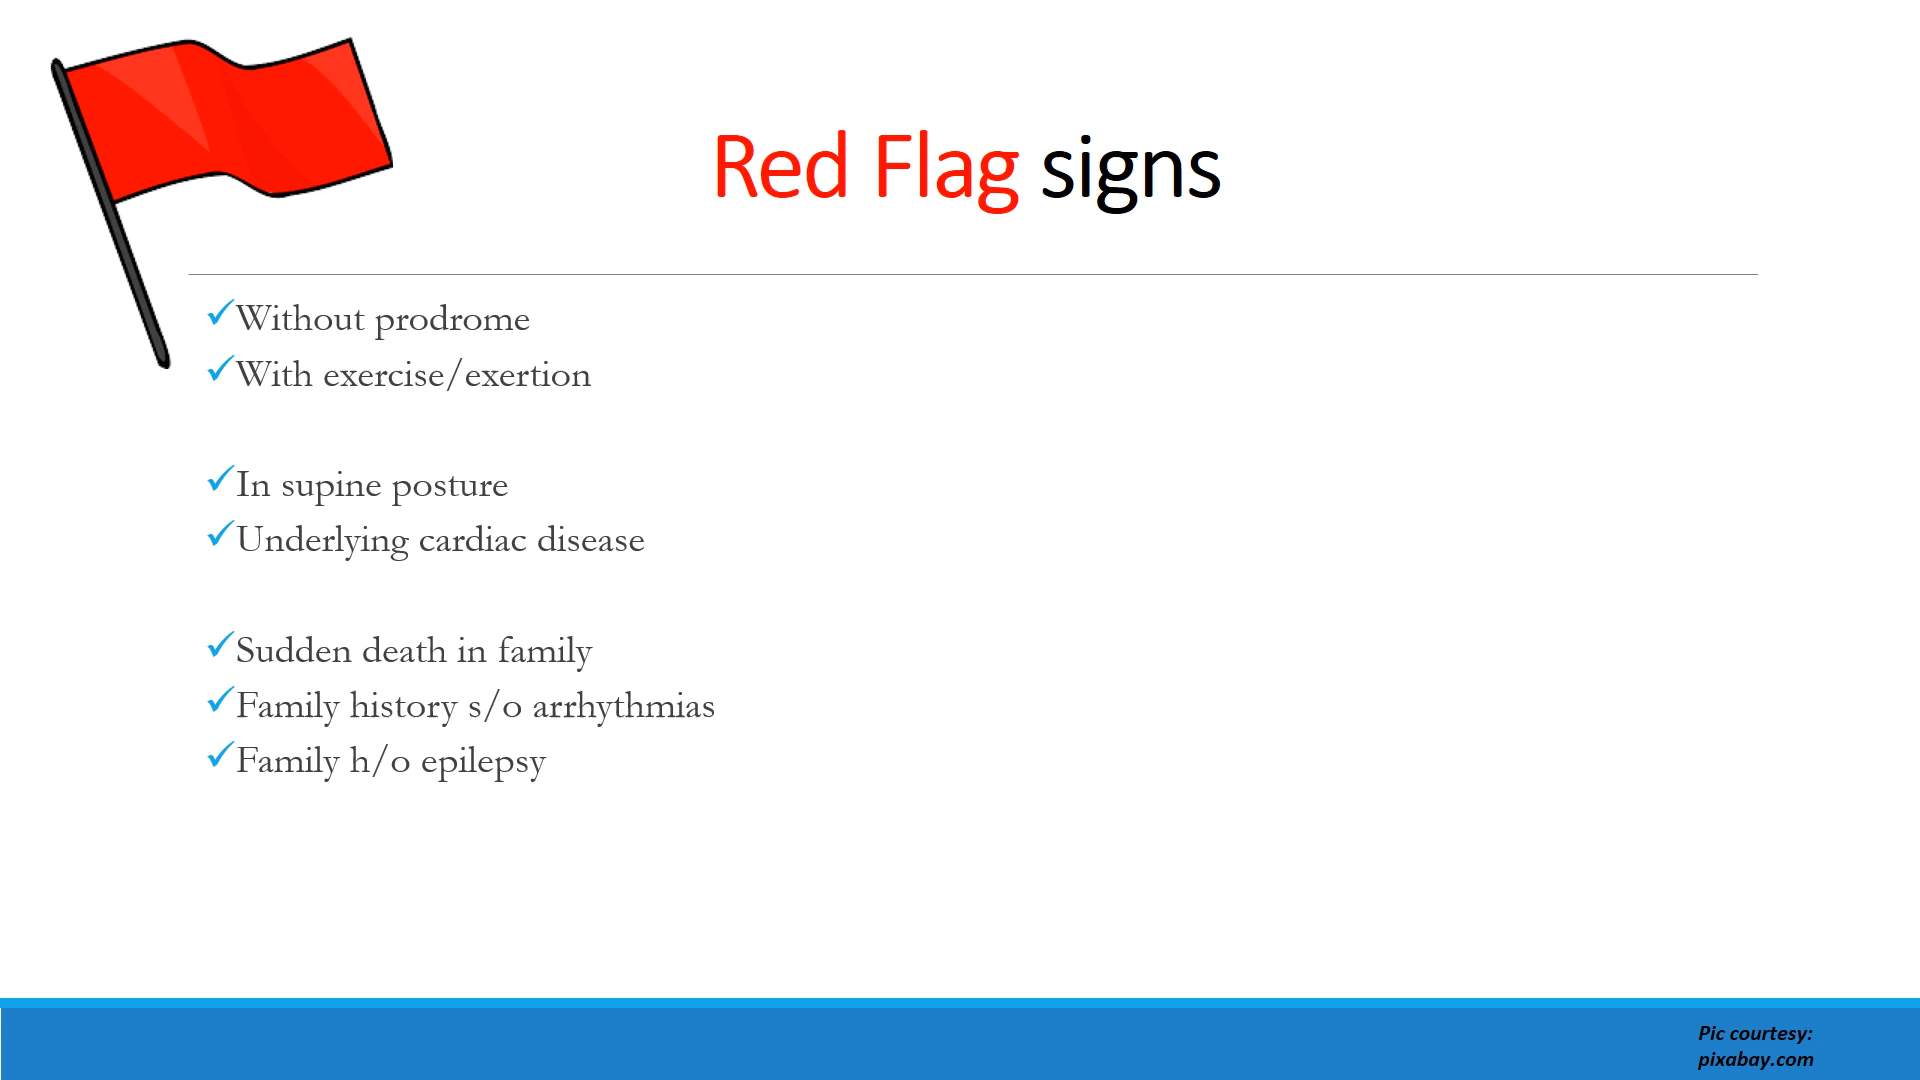 Red Flag signs
Without prodrome
With exercise/exertion
In supine posture
Underlying cardiac disease
Sudden death in family
Family history s/o arrhythmias
Family h/o epilepsy
Pic courtesy:
pixabay.com